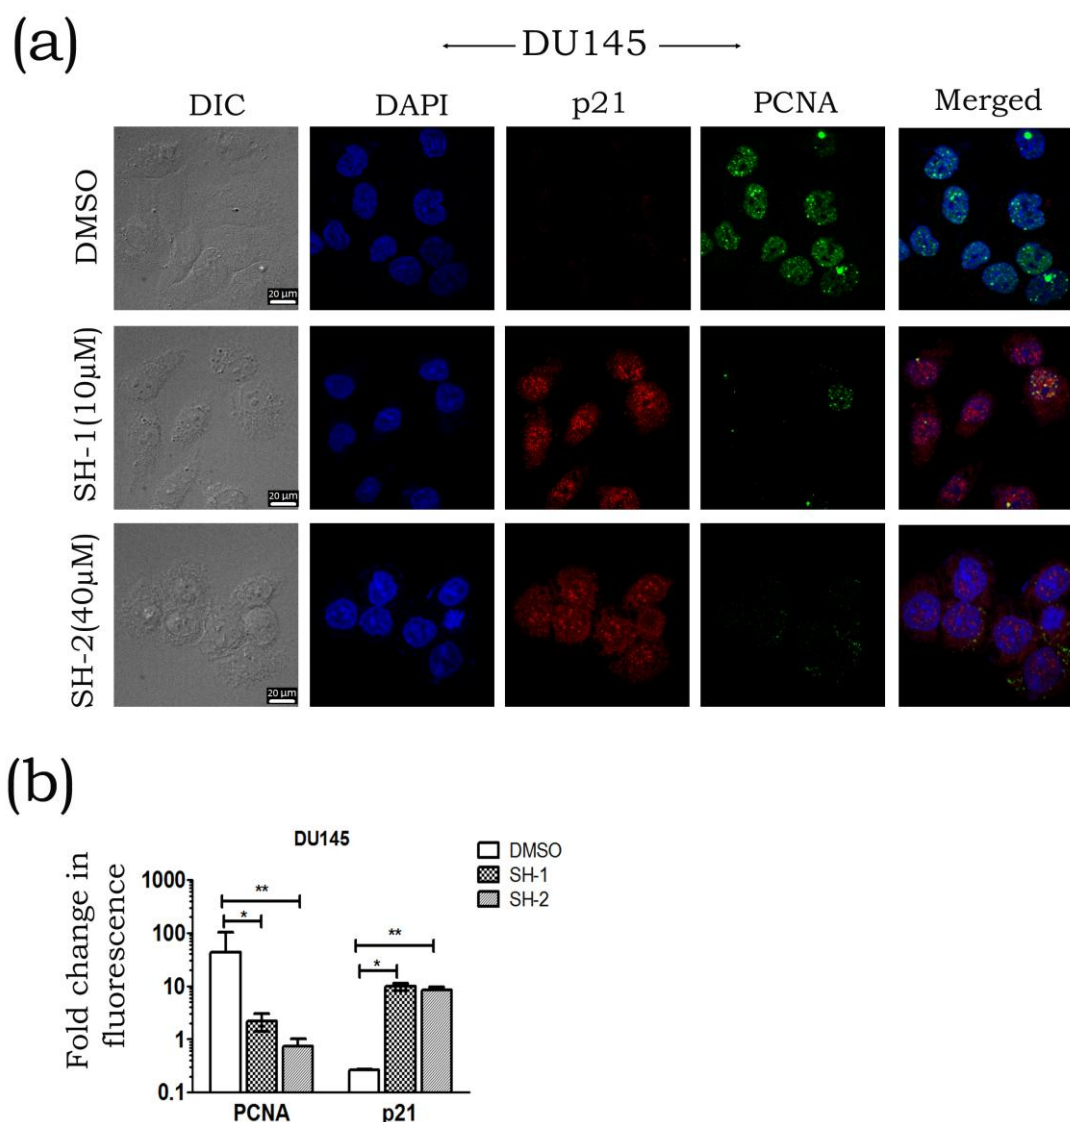 (a)
DU145
DIC DAPI p21 PCNA Merged
DMSO
20 µm
SH-1(10µM)
20 µm
SH-2(40µM)
20 µm
(b)
DU145
Fold change in
fluorescence
1000
100
10
1
0.1
** 
*
**
*
PCNA p21
DMSO
SH-1
SH-2